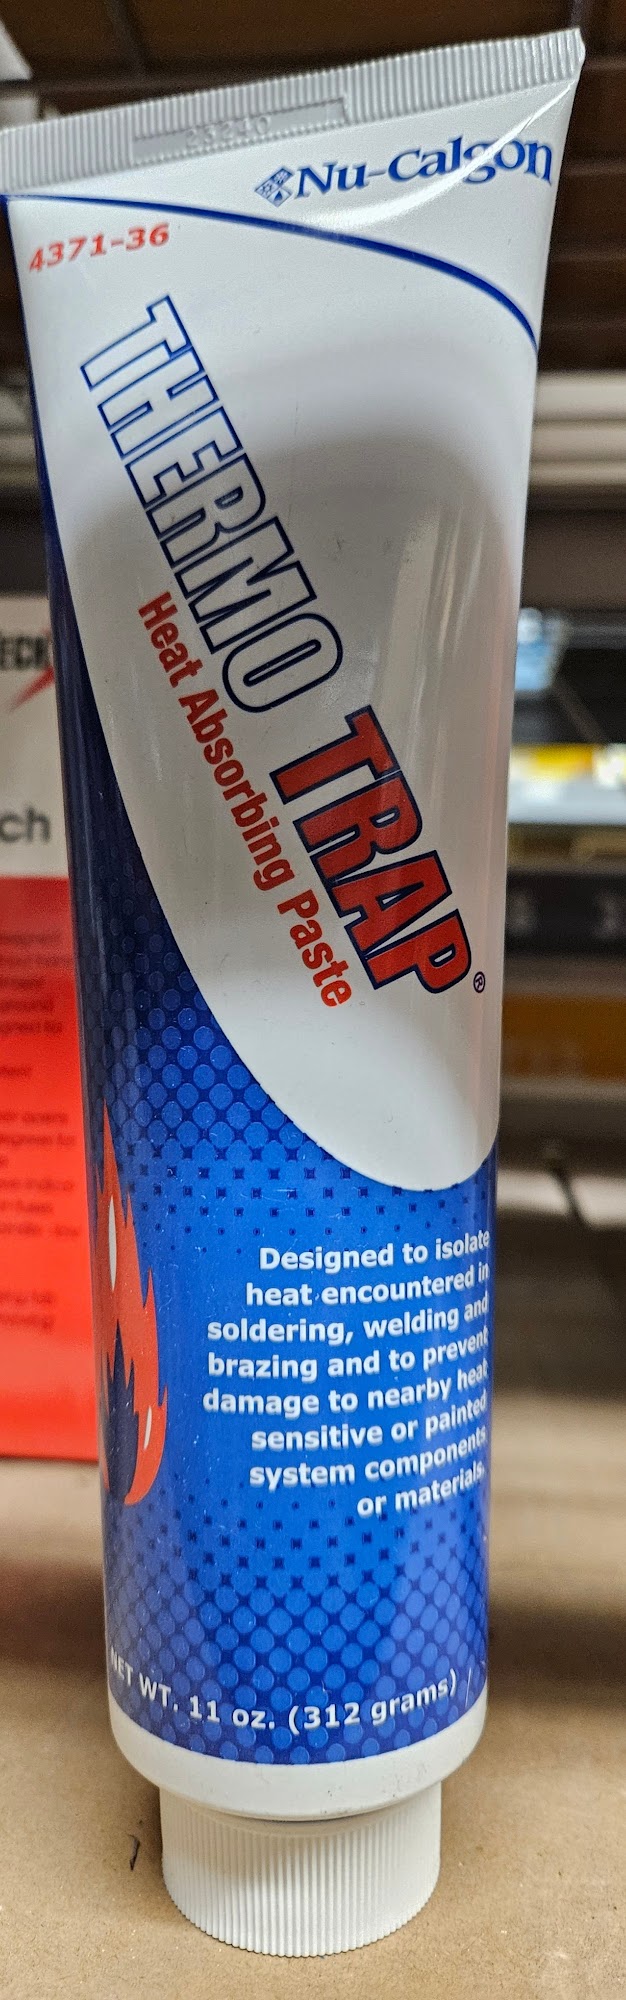 Nu-Calgon
4371-36
THERMO TRAP®
Heat Absorbing Paste
Designed to isolate
heat encountered in
soldering, welding and
brazing and to prevent
damage to nearby heat
sensitive or painted
system components
or materials.
NET WT. 11 oz. (312 grams)
ch